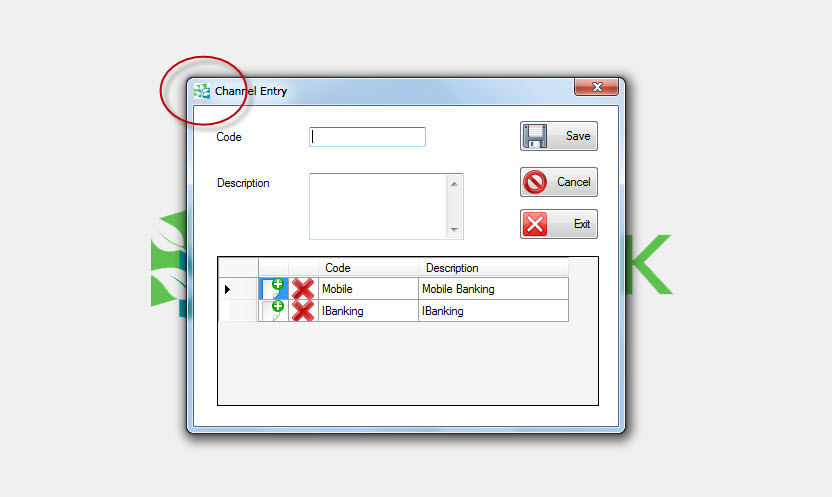 Channel Entry
Code
Save
Description
Cancel
Exit
Code Description
Mobile Mobile Banking
IBanking IBanking
K